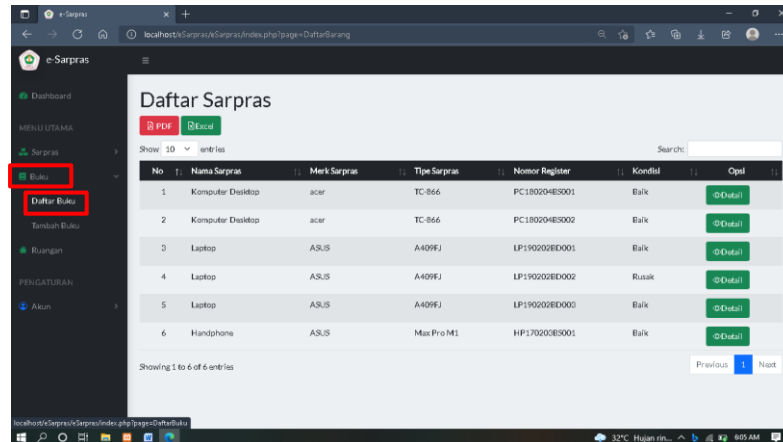 e-Sarpras
localhost/eSarpras/eSarpras/index.php?page=DaftarBarang
e-Sarpras
Dashboard
MENU UTAMA
Sarpras
Buku
Daftar Buku
Tambah Buku
Ruangan
PENGATURAN
Akun
Daftar Sarpras
PDF Excel
Show 10 entries Search:
No Nama Sarpras Merk Sarpras Tipe Sarpras Nomor Register Kondisi Opsi
1 Komputer Desktop acer TC-866 PC180204BS001 Baik Detail
2 Komputer Desktop acer TC-866 PC180204BS002 Baik Detail
3 Laptop ASUS A409FJ LP190202BD001 Baik Detail
4 Laptop ASUS A409FJ LP190202BD002 Rusak Detail
5 Laptop ASUS A409FJ LP190202BD003 Baik Detail
6 Handphone ASUS Max Pro M1 HP170203BS001 Baik Detail
Showing 1 to 6 of 6 entries Previous 1 Next
localhost/eSarpras/eSarpras/index.php?page=DaftarBuku
32°C Hujan rin... 6:05 AM